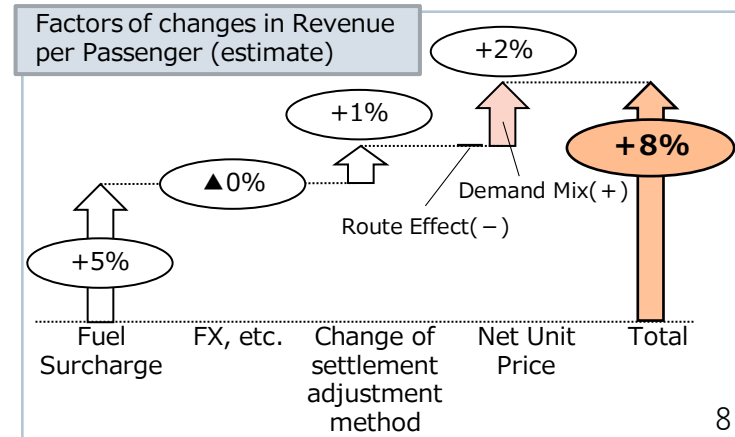 Factors of changes in Revenue
per Passenger (estimate)
+2%
+1%
+8%
▲0%
Demand Mix(+)
Route Effect(−)
+5%
Fuel
Surcharge
FX, etc.
Change of
settlement
adjustment
method
Net Unit
Price
Total
8